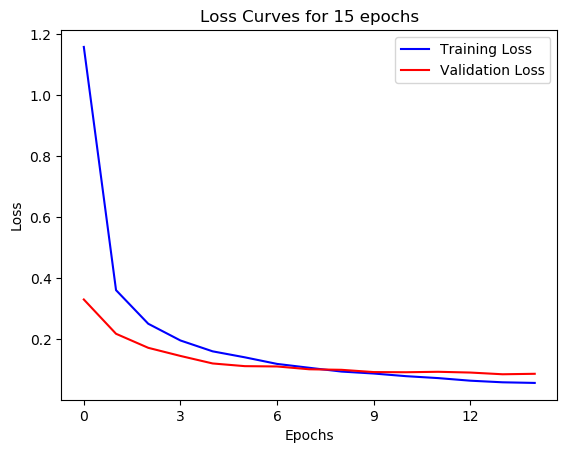 Loss Curves for 15 epochs
Training Loss
Validation Loss
Loss
1.2
1.0
0.8
0.6
0.4
0.2
0 3 6 9 12
Epochs